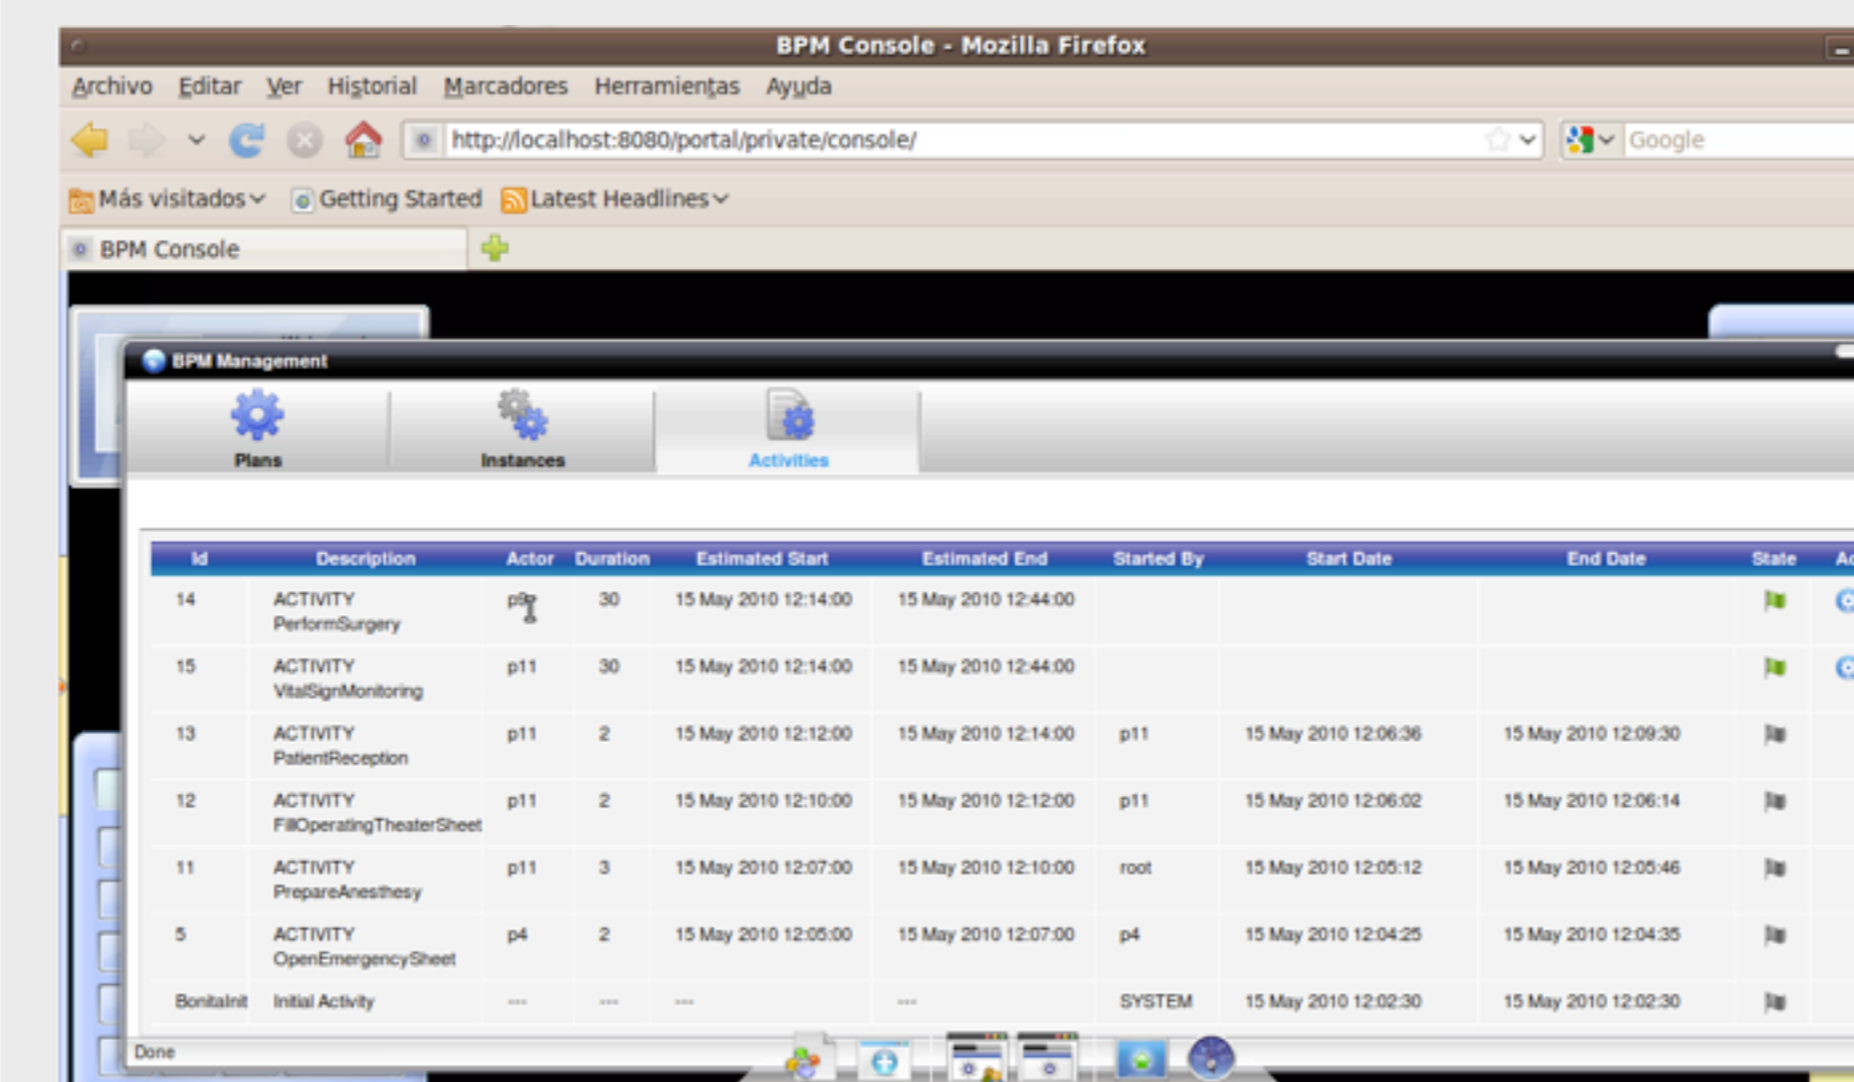 BPM Console - Mozilla Firefox
Archivo Editar Ver Historial Marcadores Herramientas Ayuda
http://localhost:8080/portal/private/console/
Google
Más visitados Getting Started Latest Headlines
BPM Console
BPM Management
Plans Instances Activities
Id Description Actor Duration Estimated Start Estimated End Started By Start Date End Date State
14 ACTIVITY 30 15 May 2010 12:14:00 15 May 2010 12:44:00
PerformSurgery
15 ACTIVITY p11 30 15 May 2010 12:14:00 15 May 2010 12:44:00
VitalSignMonitoring
13 ACTIVITY p11 2 15 May 2010 12:12:00 15 May 2010 12:14:00 p11 15 May 2010 12:06:36 15 May 2010 12:09:30
PatientReception
12 ACTIVITY p11 2 15 May 2010 12:10:00 15 May 2010 12:12:00 p11 15 May 2010 12:06:02 15 May 2010 12:06:14
FillOperatingTheaterSheet
11 ACTIVITY p11 3 15 May 2010 12:07:00 15 May 2010 12:10:00 root 15 May 2010 12:05:12 15 May 2010 12:05:46
PrepareAnesthesy
5 ACTIVITY p4 2 15 May 2010 12:05:00 15 May 2010 12:07:00 p4 15 May 2010 12:04:25 15 May 2010 12:04:35
OpenEmergencySheet
BonitaInit Initial Activity --- --- --- --- SYSTEM 15 May 2010 12:02:30 15 May 2010 12:02:30
Done